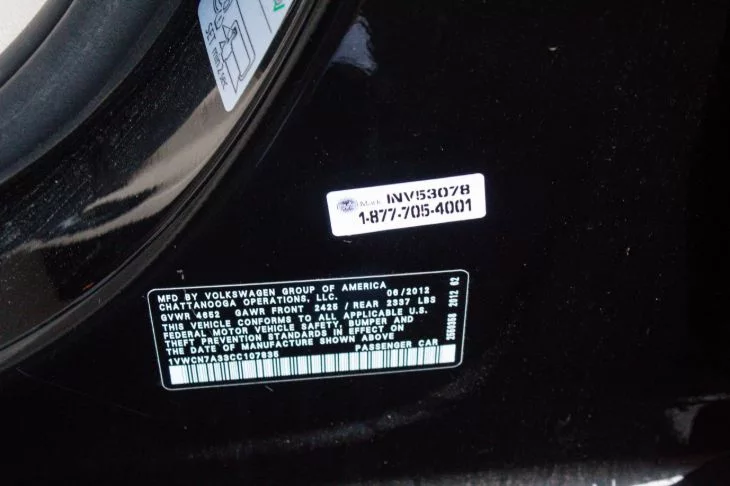 INV53078
1-877-705-4001
MFD BY VOLKSWAGEN GROUP OF AMERICA
CHATTANOOGA OPERATIONS, LLC. 06/2012
GVWR 4652 GAWR FRONT 2425 / REAR 2337 LBS
THIS VEHICLE CONFORMS TO ALL APPLICABLE U.S.
FEDERAL MOTOR VEHICLE SAFETY, BUMPER AND
THEFT PREVENTION STANDARDS IN EFFECT ON
THE DATE OF MANUFACTURE SHOWN ABOVE
PASSENGER CAR
2012 02